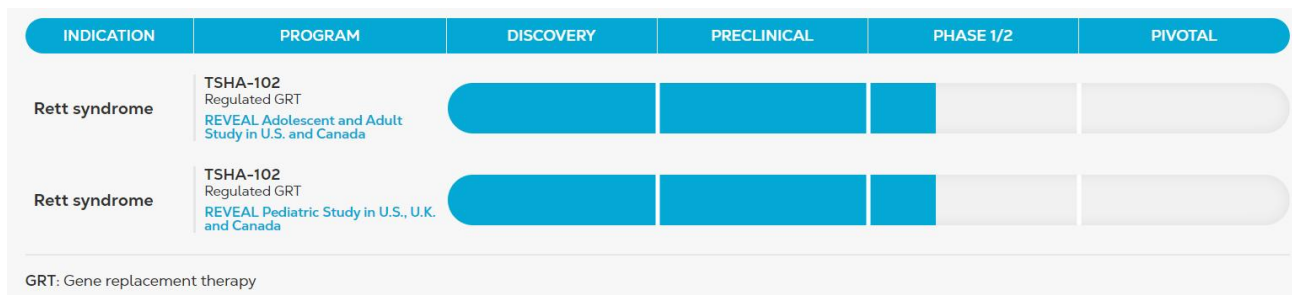 INDICATION PROGRAM DISCOVERY PRECLINICAL PHASE 1/2 PIVOTAL
Rett syndrome
TSHA-102
Regulated GRT
REVEAL Adolescent and Adult
Study in U.S. and Canada
Rett syndrome
TSHA-102
Regulated GRT
REVEAL Pediatric Study in U.S., U.K.
and Canada
GRT: Gene replacement therapy